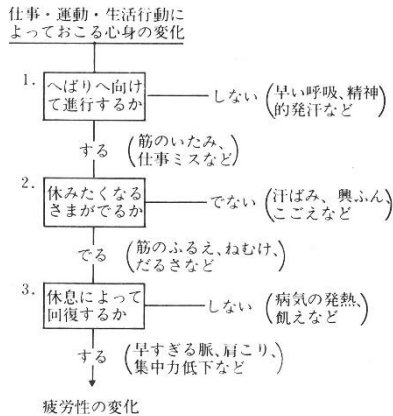 仕事・運動・生活行動に
よっておこる心身の変化
1. へばりへ向け
て進行するか
しない (早い呼吸、精神
的発汗など)
する (筋のいたみ、
仕事ミスなど)
2. 休みたくなる
さまがでるか
でない (汗ばみ、興ふん、
こごえなど)
でる (筋のふるえ、ねむけ、
だるさなど)
3. 休息によって
回復するか
しない (病気の発熱、
飢えなど)
する (早すぎる脈、肩こり、
集中力低下など)
疲労性の変化